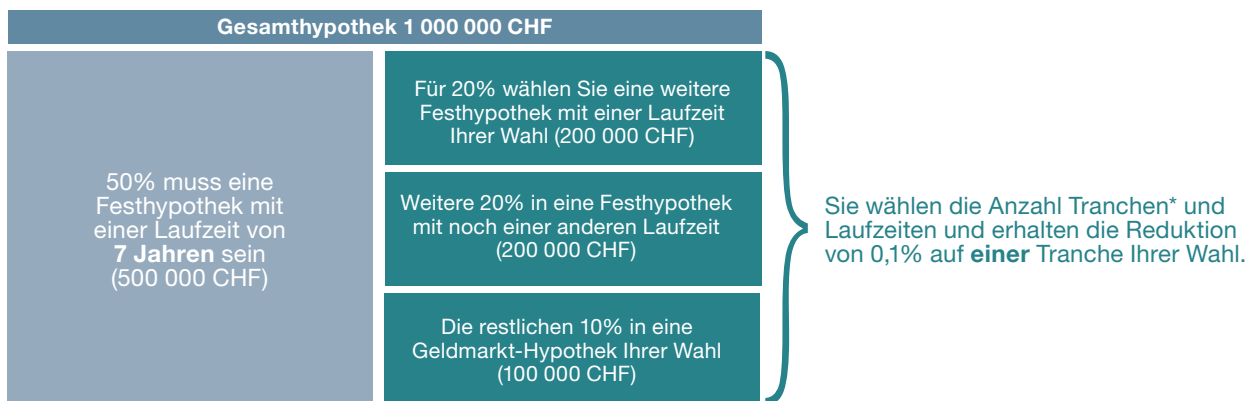 Gesamthypothek 1 000 000 CHF
50% muss eine
Festhypothek mit
einer Laufzeit von
7 Jahren sein
(500 000 CHF)
Für 20% wählen Sie eine weitere
Festhypothek mit einer Laufzeit
Ihrer Wahl (200 000 CHF)
Weitere 20% in eine Festhypothek
mit noch einer anderen Laufzeit
(200 000 CHF)
Die restlichen 10% in eine
Geldmarkt-Hypothek Ihrer Wahl
(100 000 CHF)
Sie wählen die Anzahl Tranchen* und
Laufzeiten und erhalten die Reduktion
von 0,1% auf einer Tranche Ihrer Wahl.